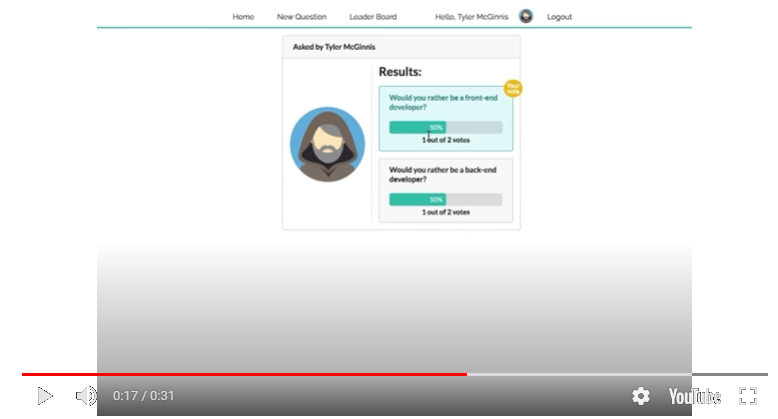 Home New Question Leader Board Hello, Tyler McGinnis Logout
Asked by Tyler McGinnis
Results:
Your
vote
Would you rather be a front-end
developer?
50%
1 out of 2 votes
Would you rather be a back-end
developer?
50%
1 out of 2 votes
0:17 / 0:31 YouTube